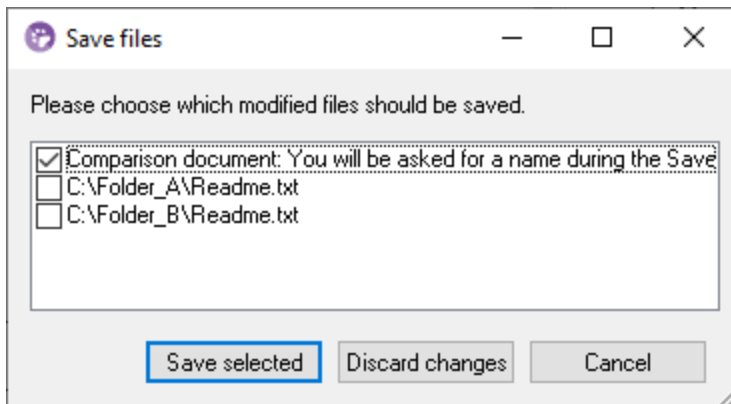 Save files
Please choose which modified files should be saved.
Comparison document: You will be asked for a name during the Save
C:\Folder_A\Readme.txt
C:\Folder_B\Readme.txt
Save selected
Discard changes
Cancel